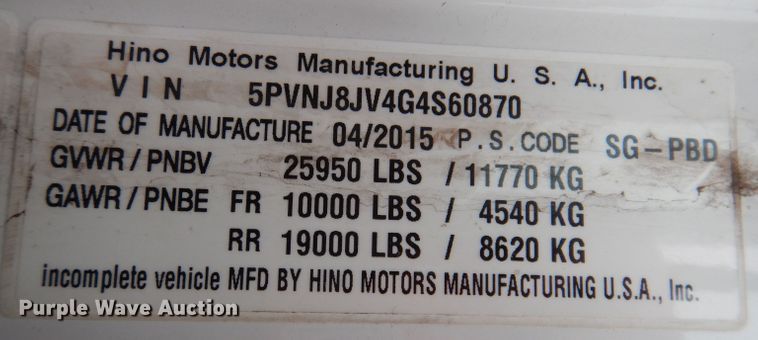 Hino Motors Manufacturing U. S. A., Inc.
VIN 5PVNJ8JV4G4S60870
DATE OF MANUFACTURE 04/2015 P.S.CODE SG-PBD
GVWR/PNBV 25950 LBS / 11770 KG
GAWR/PNBE FR 10000 LBS / 4540 KG
RR 19000 LBS / 8620 KG
incomplete vehicle MFD BY HINO MOTORS MANUFACTURING U.S.A., Inc.
Purple Wave Auction